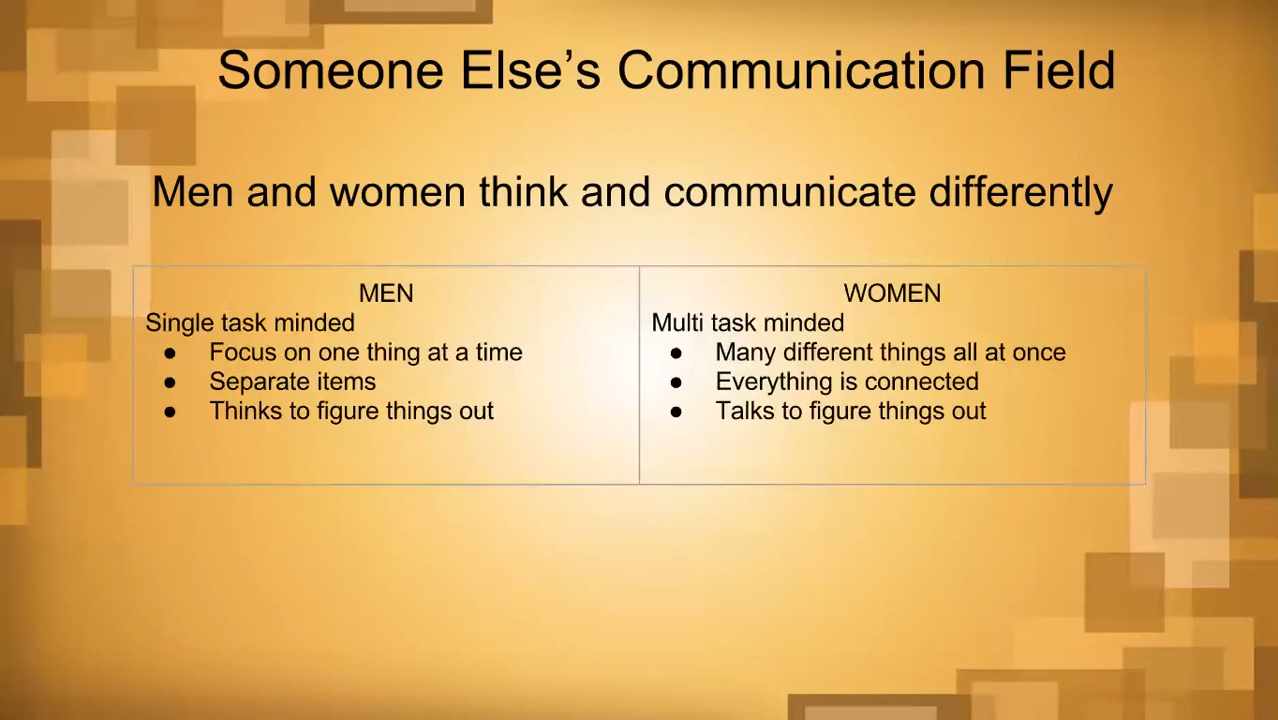 Someone Else’s Communication Field
Men and women think and communicate differently
MEN
Single task minded
● Focus on one thing at a time
● Separate items
● Thinks to figure things out
WOMEN
Multi task minded
● Many different things all at once
● Everything is connected
● Talks to figure things out